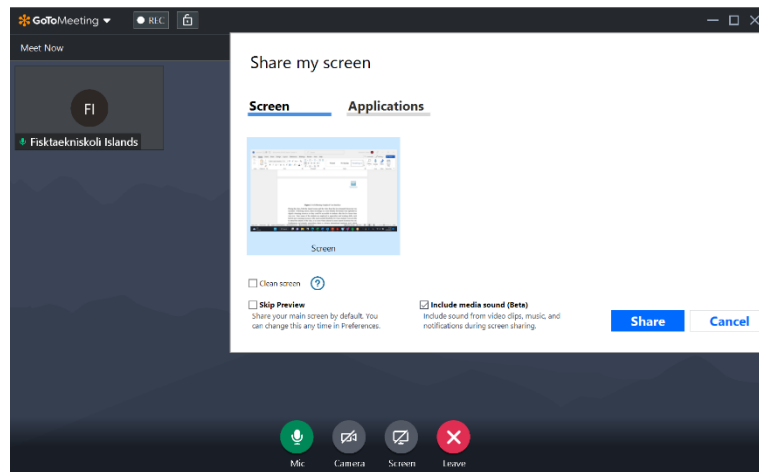 GoToMeeting
REC
Meet Now
FI
Fisktaekniskoli Islands
Share my screen
Screen Applications
Screen
Clean screen ?
Skip Preview
Share your main screen by default. You
can change this any time in Preferences.
Include media sound (Beta)
Include sound from video clips, music, and
notifications during screen sharing.
Share Cancel
Mic Camera Screen Leave